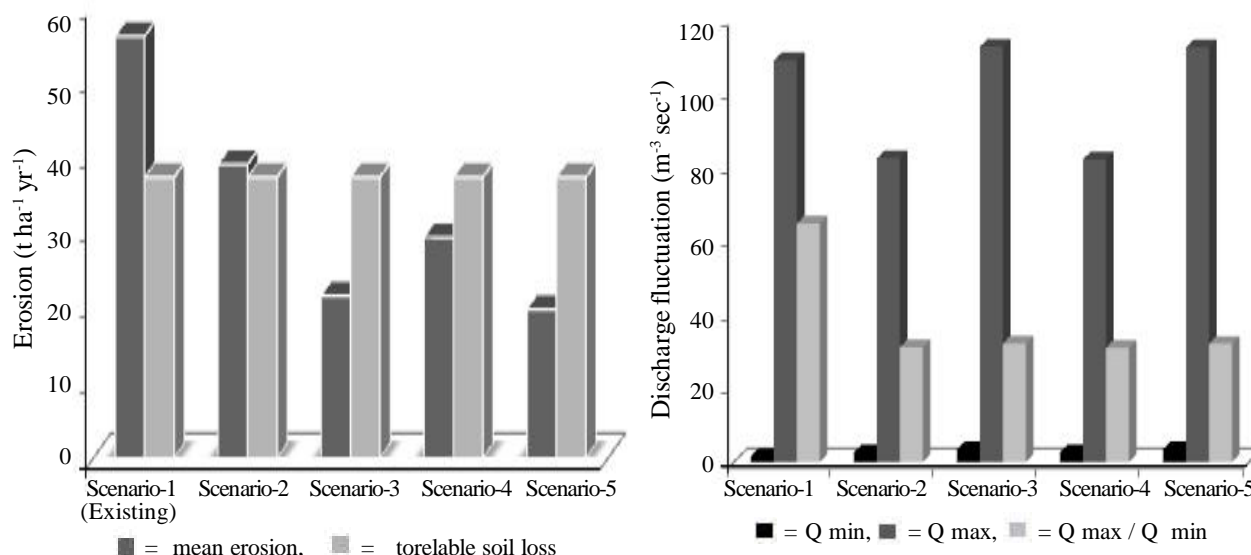 60
50
40
30
20
10
0
Erosion (t ha-1 yr-1)
Scenario-1 Scenario-2 Scenario-3 Scenario-4 Scenario-5
(Existing)
= mean erosion, = torelable soil loss
120
100
80
60
40
20
0
Discharge fluctuation (m-3 sec-1)
Scenario-1 Scenario-2 Scenario-3 Scenario-4 Scenario-5
= Q min, = Q max, = Q max / Q min